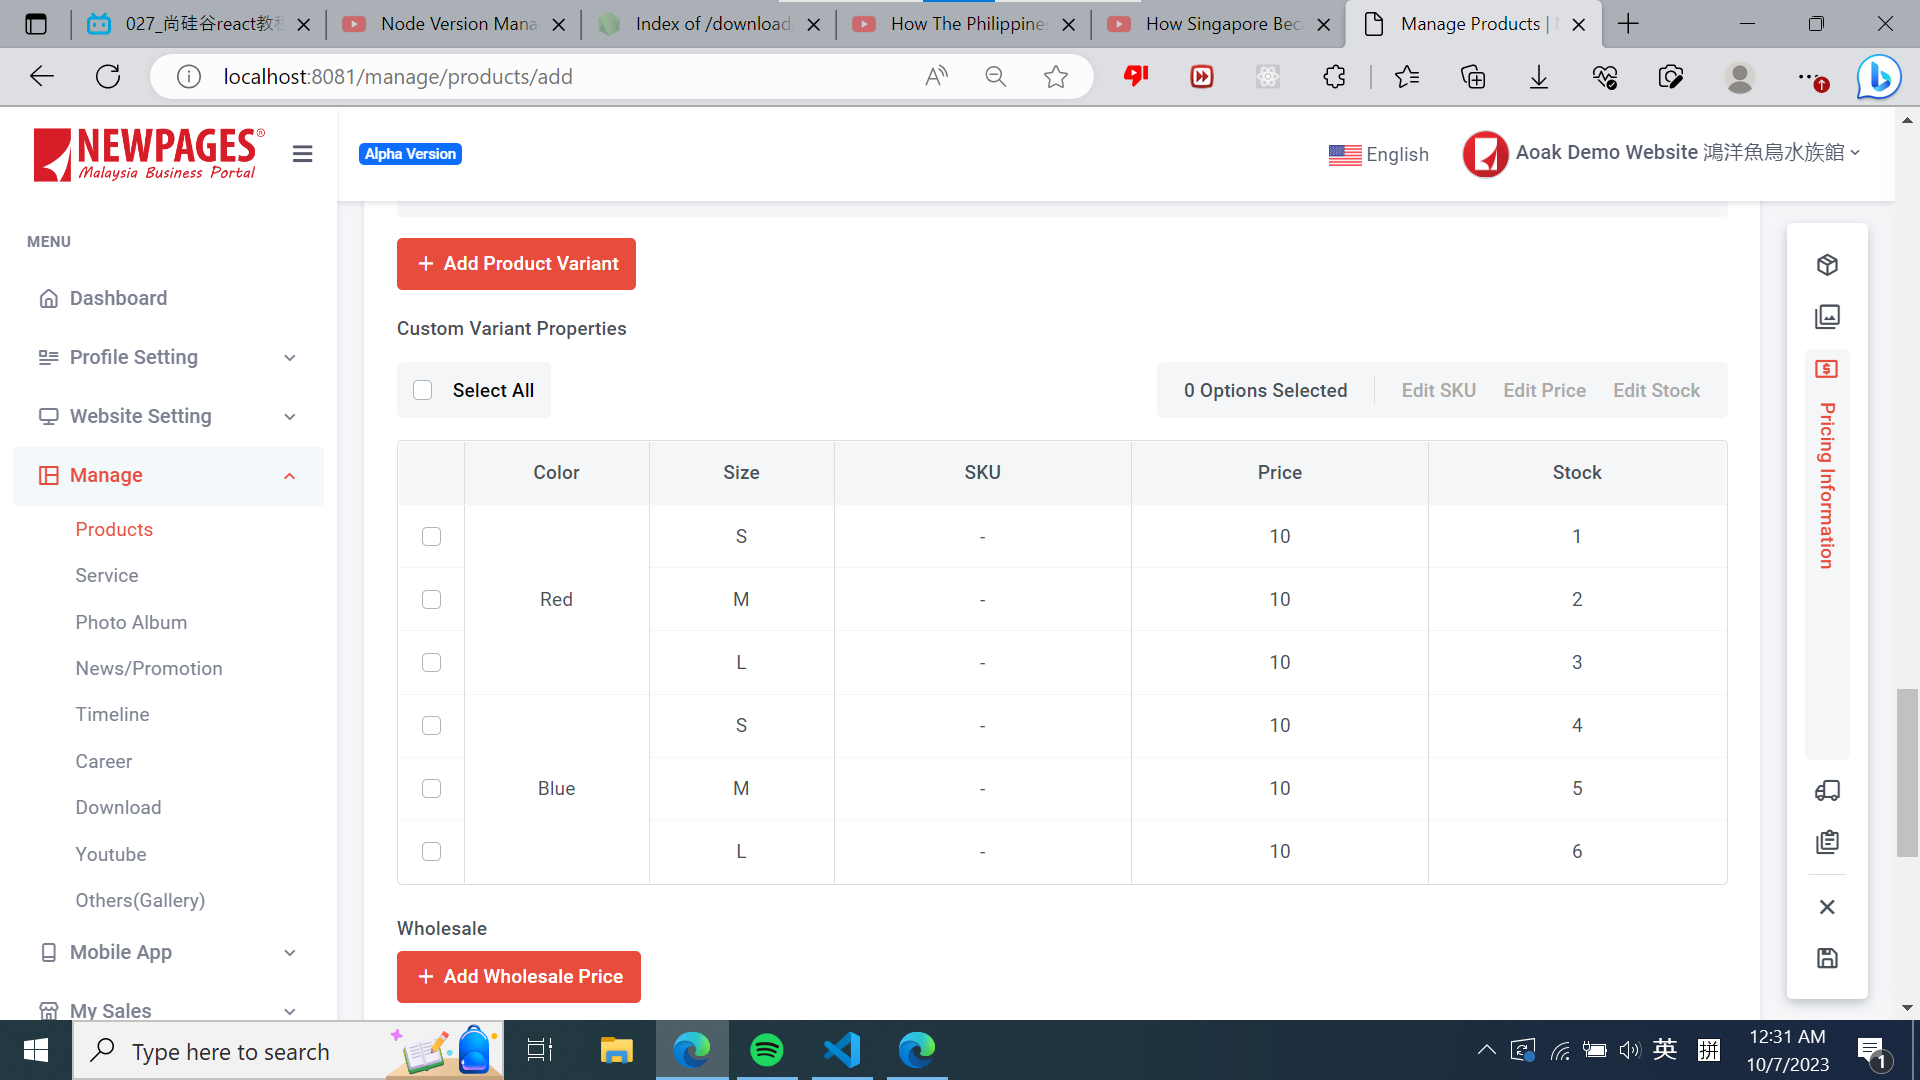 027_尚硅谷react教程
Node Version Mana
Index of /download
How The Philippine
How Singapore Bec
Manage Products |
localhost:8081/manage/products/add
NEWPAGES®
Malaysia Business Portal
Alpha Version
English
Aoak Demo Website 鴻洋魚鳥水族館
MENU
Dashboard
Profile Setting
Website Setting
Manage
Products
Service
Photo Album
News/Promotion
Timeline
Career
Download
Youtube
Others(Gallery)
Mobile App
My Sales
Add Product Variant
Custom Variant Properties
Select All
0 Options Selected Edit SKU Edit Price Edit Stock
Color Size SKU Price Stock
S - 10 1
Red M - 10 2
L - 10 3
S - 10 4
Blue M - 10 5
L - 10 6
Wholesale
Add Wholesale Price
Pricing Information
Type here to search
英 拼
12:31 AM
10/7/2023
1